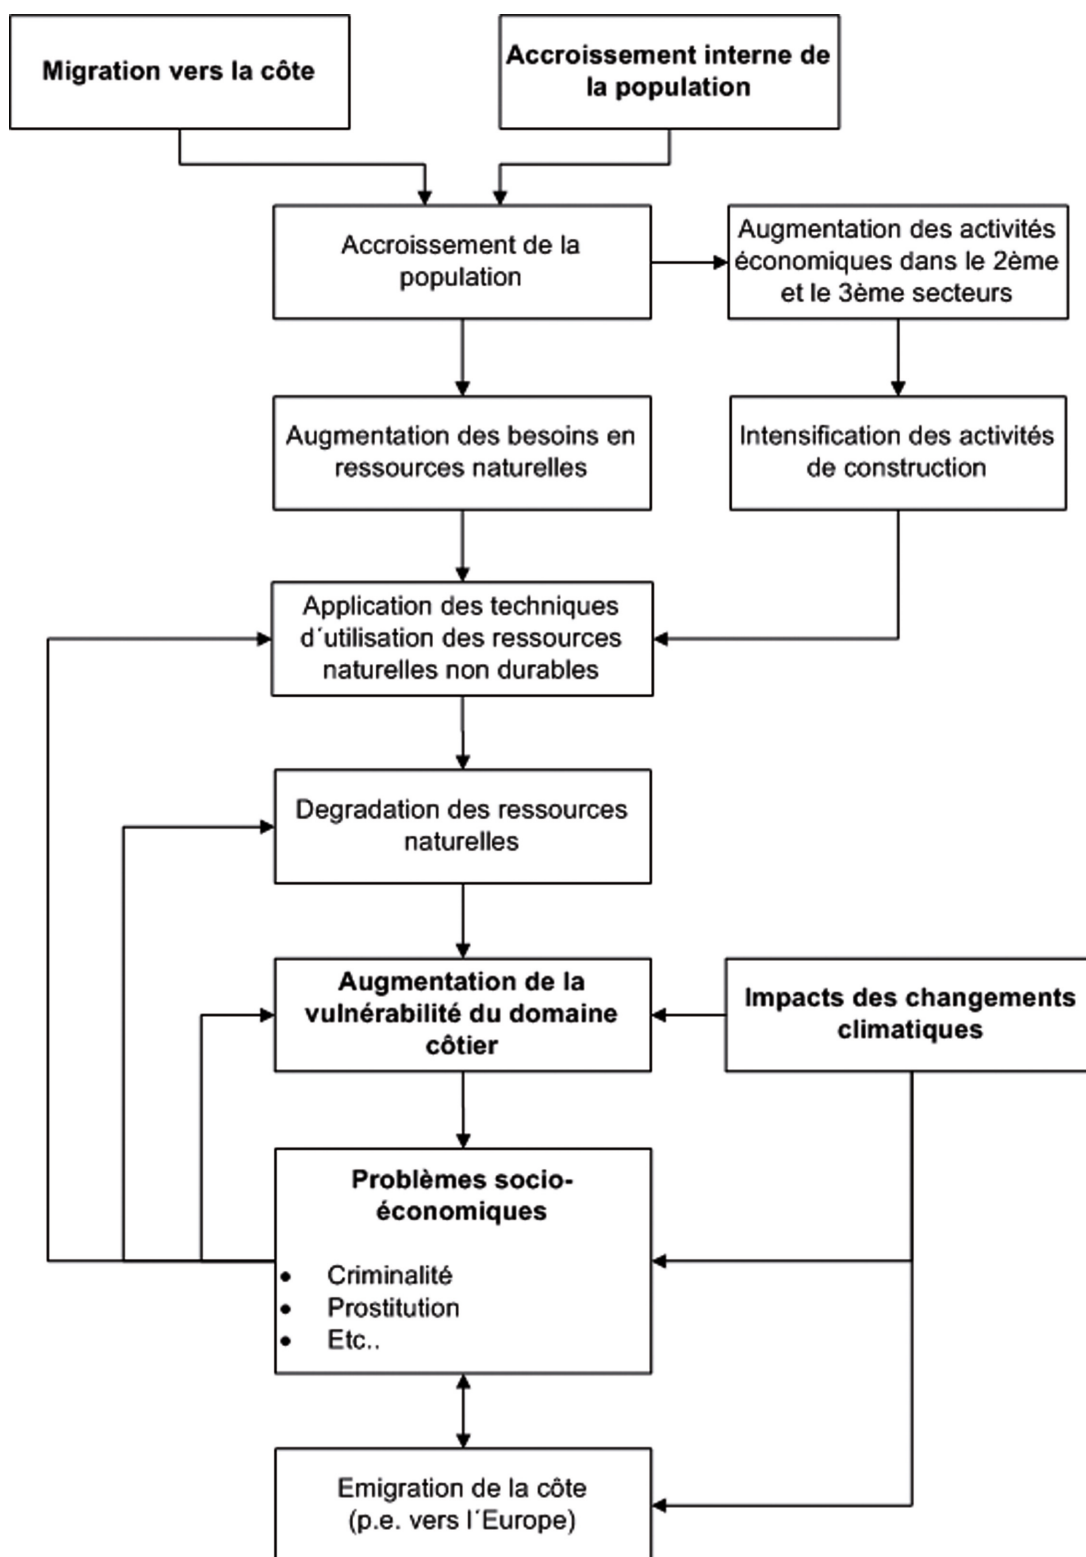 Migration vers la côte
Accroissement interne de
la population
Accroissement de la
population
Augmentation des activités
économiques dans le 2ème
et le 3ème secteurs
Augmentation des besoins en
ressources naturelles
Intensification des activités
de construction
Application des techniques
d´utilisation des ressources
naturelles non durables
Degradation des ressources
naturelles
Augmentation de la
vulnérabilité du domaine
côtier
Impacts des changements
climatiques
Problèmes socio-
économiques
• Criminalité
• Prostitution
• Etc..
Emigration de la côte
(p.e. vers l´Europe)